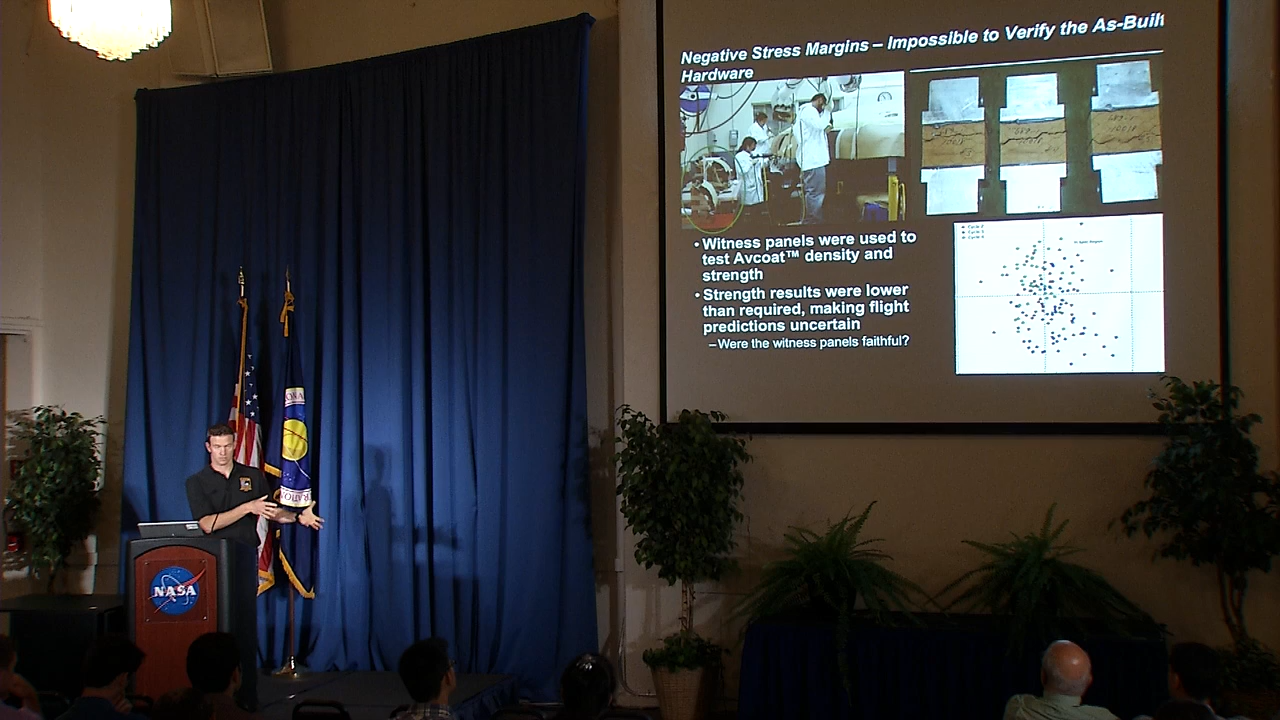 Negative Stress Margins – Impossible to Verify the As-Built
Hardware
• Witness panels were used to
test Avcoat™ density and
strength
• Strength results were lower
than required, making flight
predictions uncertain
– Were the witness panels faithful?
NASA